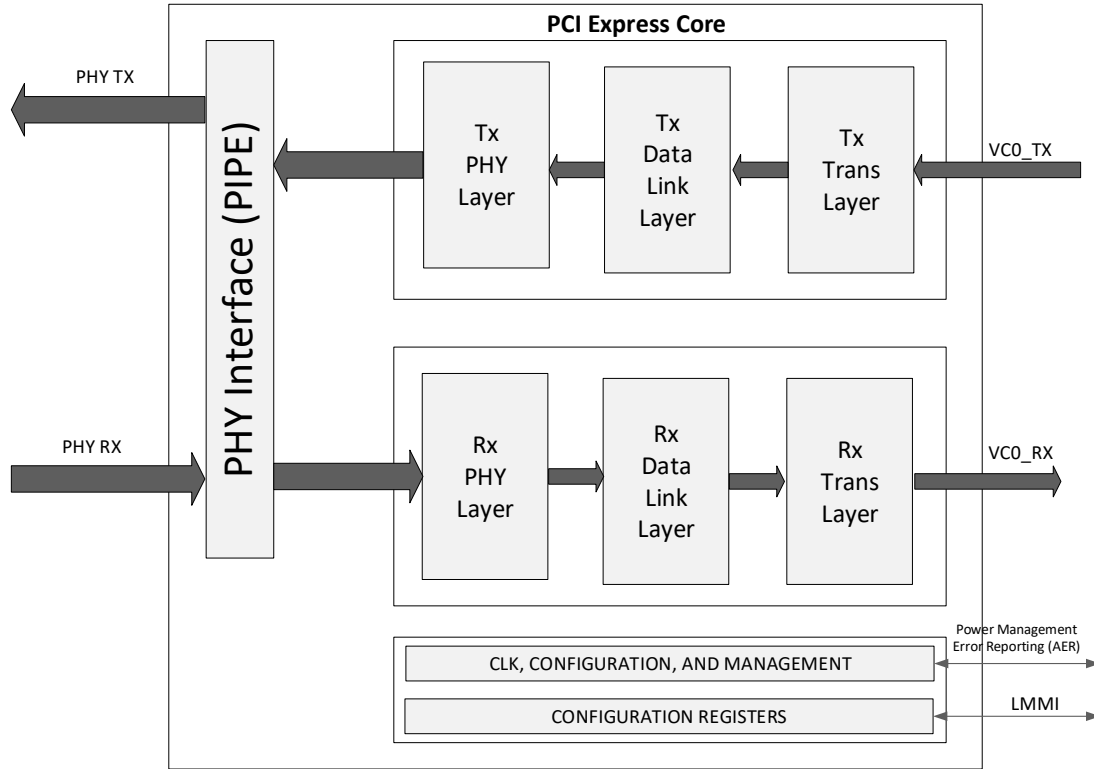 PCI Express Core
PHY TX
PHY Interface (PIPE)
Tx
PHY
Layer
Tx
Data
Link
Layer
Tx
Trans
Layer
VC0_TX
PHY RX
Rx
PHY
Layer
Rx
Data
Link
Layer
Rx
Trans
Layer
VC0_RX
Power Management
Error Reporting (AER)
CLK, CONFIGURATION, AND MANAGEMENT
CONFIGURATION REGISTERS
LMMI